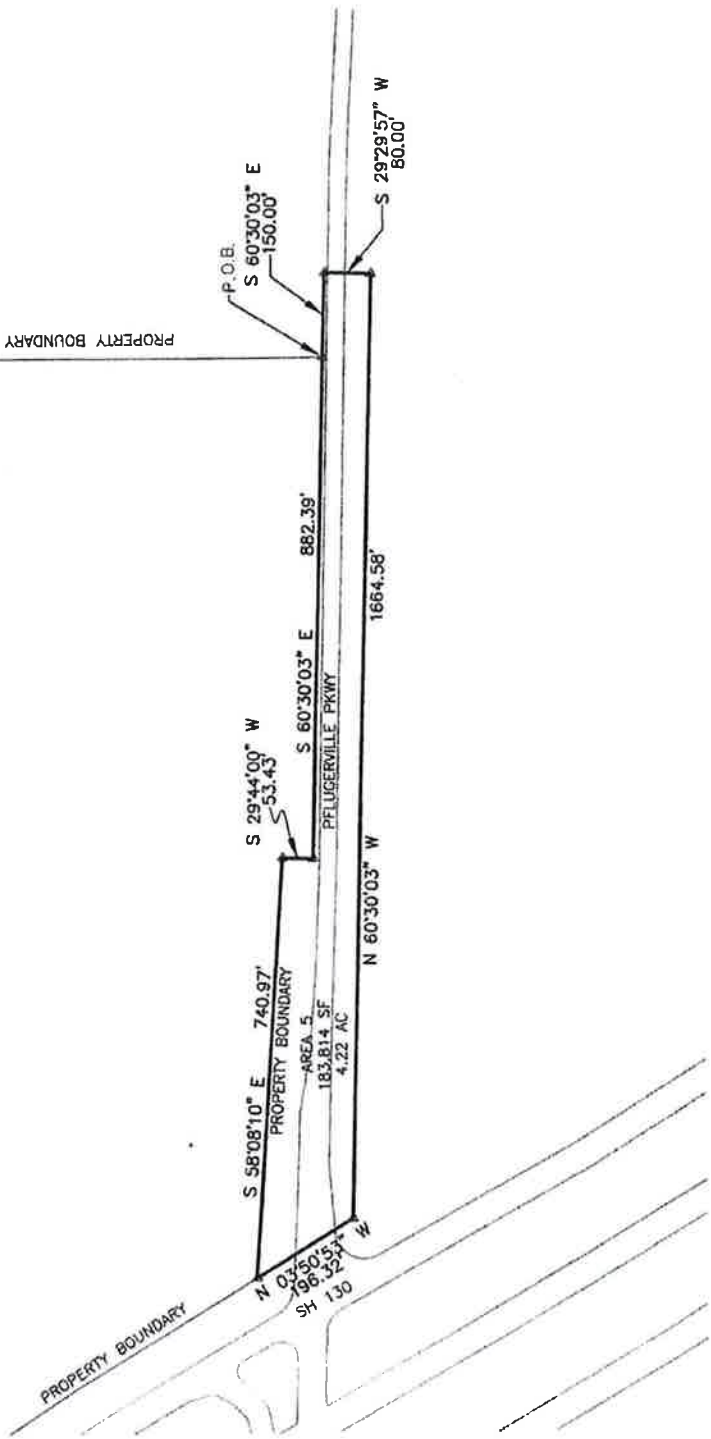 PROPERTY BOUNDARY
P.O.B.
S 60°30'03" E
150.00'
S 29°29'57" W
80.00'
882.39'
S 60°30'03" E
S 29°44'00" W
53.43'
PFLUGERVILLE PKWY
1664.58'
N 60°30'03" W
S 58°08'10" E
740.97'
PROPERTY BOUNDARY
AREA 5
183,814 SF
4.22 AC
N 03°50'53" W
196.32'
SH 130
PROPERTY BOUNDARY